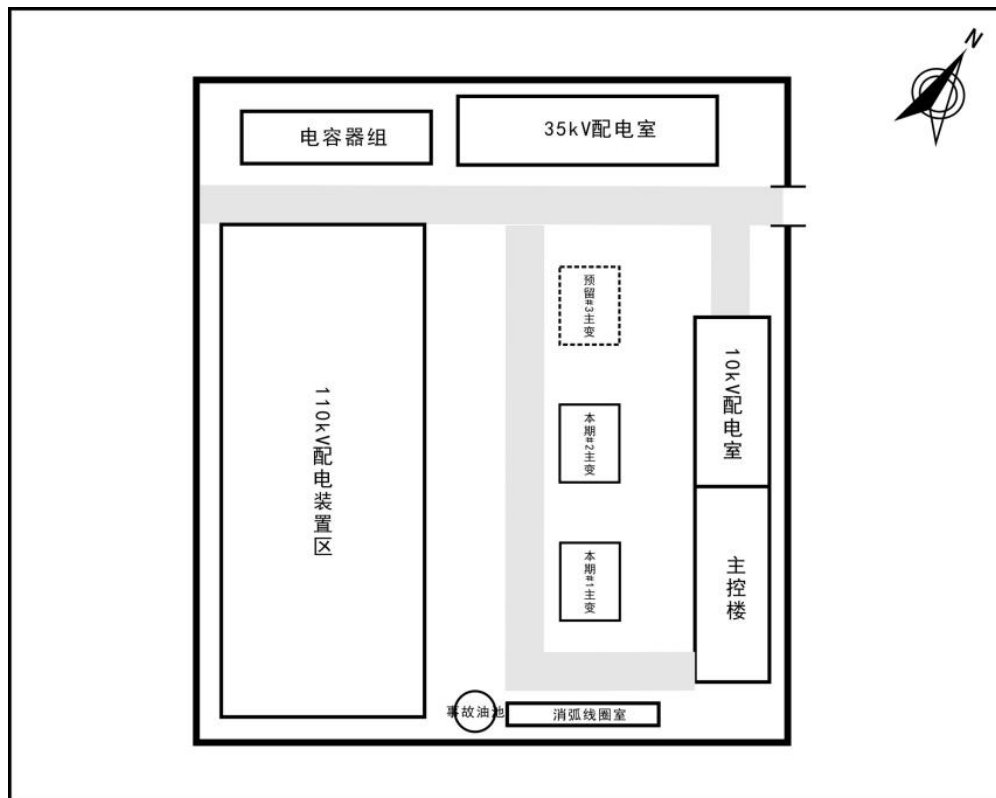 N
电容器组
35kV配电室
预留#3主变
10kV配电室
110kV配电装置区
本期#2主变
本期#1主变
主控楼
事故油池
消弧线圈室